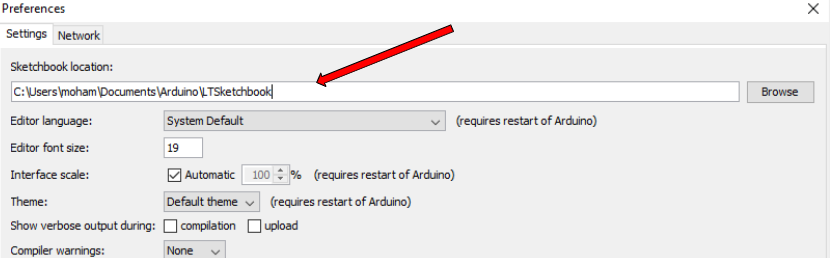 Preferences
Settings Network
Sketchbook location:
C:\Users\moham\Documents\Arduino\LTSketchbook Browse
Editor language: System Default (requires restart of Arduino)
Editor font size: 19
Interface scale: Automatic 100 % (requires restart of Arduino)
Theme: Default theme (requires restart of Arduino)
Show verbose output during: compilation upload
Compiler warnings: None